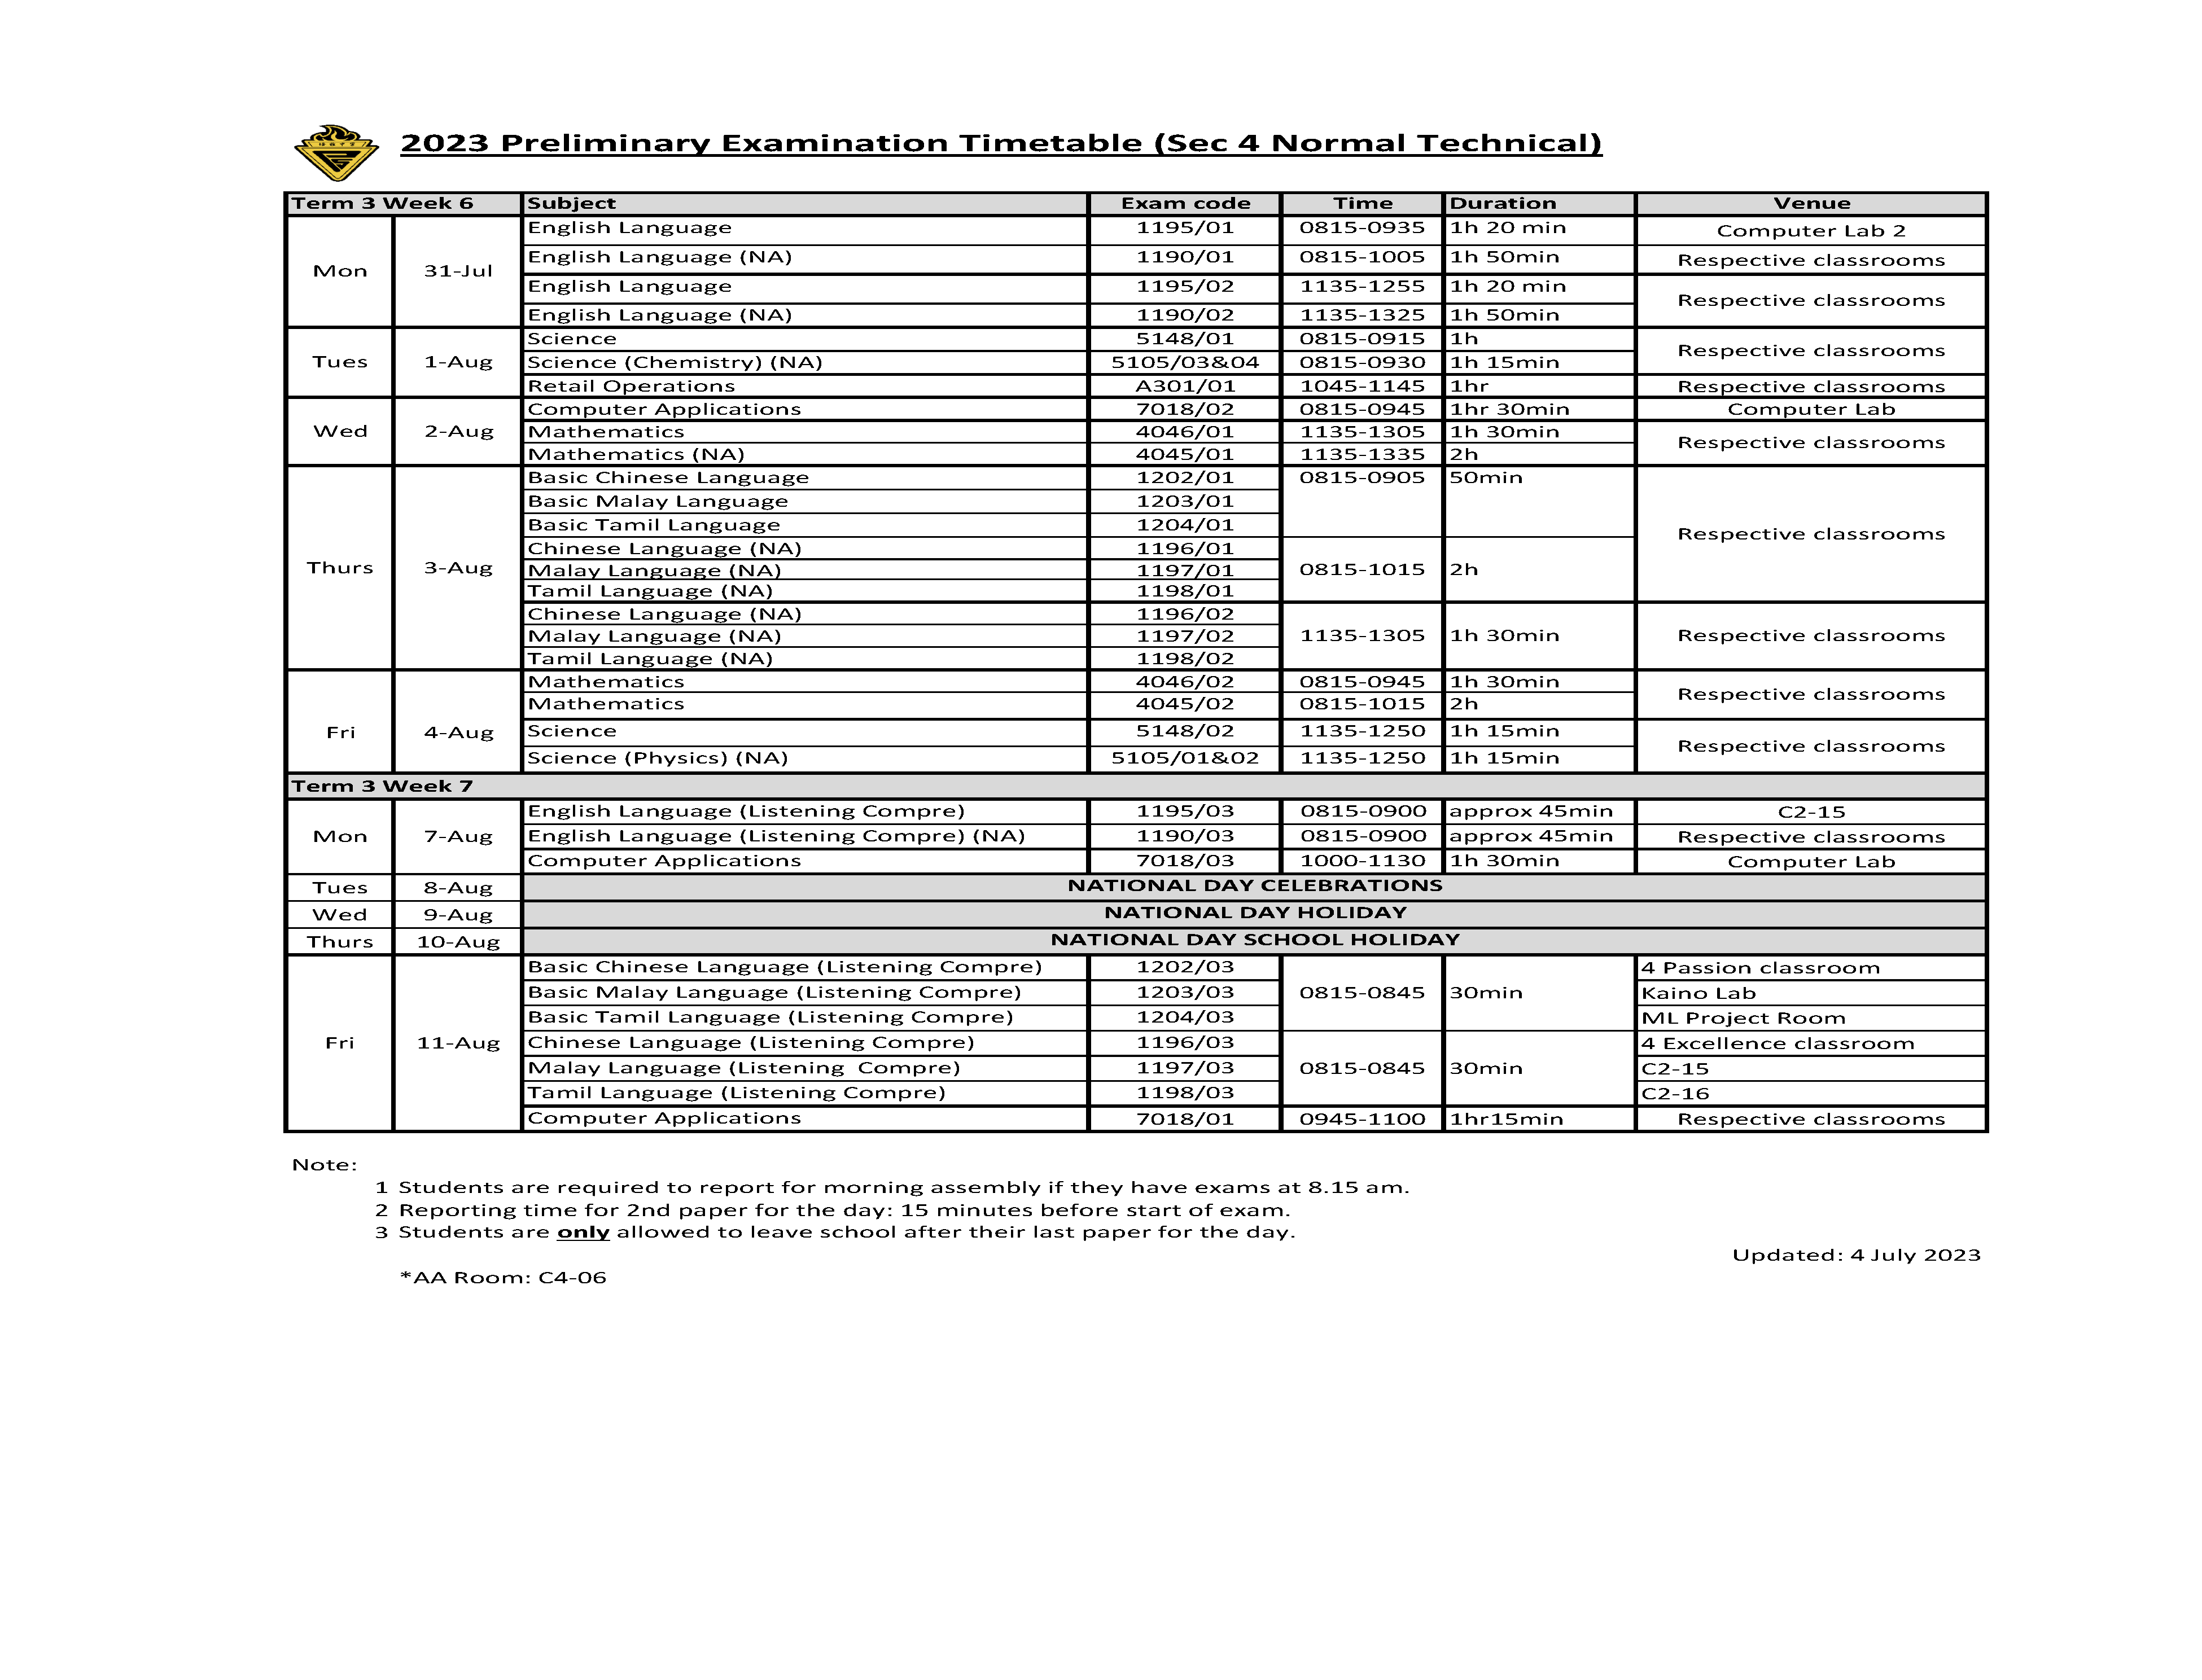 2023 Preliminary Examination Timetable (Sec 4 Normal Technical)
Term 3 Week 6 Subject Exam code Time Duration Venue
Mon 31-Jul English Language 1195/01 0815-0935 1h 20 min Computer Lab 2
English Language (NA) 1190/01 0815-1005 1h 50min Respective classrooms
English Language 1195/02 1135-1255 1h 20 min Respective classrooms
English Language (NA) 1190/02 1135-1325 1h 50min
Tues 1-Aug Science 5148/01 0815-0915 1h Respective classrooms
Science (Chemistry) (NA) 5105/03&04 0815-0930 1h 15min
Retail Operations A301/01 1045-1145 1hr Respective classrooms
Wed 2-Aug Computer Applications 7018/02 0815-0945 1hr 30min Computer Lab
Mathematics 4046/01 1135-1305 1h 30min Respective classrooms
Mathematics (NA) 4045/01 1135-1335 2h
Thurs 3-Aug Basic Chinese Language 1202/01 0815-0905 50min Respective classrooms
Basic Malay Language 1203/01
Basic Tamil Language 1204/01
Chinese Language (NA) 1196/01
Malay Language (NA) 1197/01 0815-1015 2h
Tamil Language (NA) 1198/01
Chinese Language (NA) 1196/02
Malay Language (NA) 1197/02 1135-1305 1h 30min Respective classrooms
Tamil Language (NA) 1198/02
Fri 4-Aug Mathematics 4046/02 0815-0945 1h 30min Respective classrooms
Mathematics 4045/02 0815-1015 2h
Science 5148/02 1135-1250 1h 15min Respective classrooms
Science (Physics) (NA) 5105/01&02 1135-1250 1h 15min
Term 3 Week 7
Mon 7-Aug English Language (Listening Compre) 1195/03 0815-0900 approx 45min C2-15
English Language (Listening Compre) (NA) 1190/03 0815-0900 approx 45min Respective classrooms
Computer Applications 7018/03 1000-1130 1h 30min Computer Lab
Tues 8-Aug NATIONAL DAY CELEBRATIONS
Wed 9-Aug NATIONAL DAY HOLIDAY
Thurs 10-Aug NATIONAL DAY SCHOOL HOLIDAY
Fri 11-Aug Basic Chinese Language (Listening Compre) 1202/03 4 Passion classroom
Basic Malay Language (Listening Compre) 1203/03 0815-0845 30min Kaino Lab
Basic Tamil Language (Listening Compre) 1204/03 ML Project Room
Chinese Language (Listening Compre) 1196/03 4 Excellence classroom
Malay Language (Listening  Compre) 1197/03 0815-0845 30min C2-15
Tamil Language (Listening Compre) 1198/03 C2-16
Computer Applications 7018/01 0945-1100 1hr15min Respective classrooms
Note:
1 Students are required to report for morning assembly if they have exams at 8.15 am.
2 Reporting time for 2nd paper for the day: 15 minutes before start of exam.
3 Students are only allowed to leave school after their last paper for the day.
Updated: 4 July 2023
*AA Room: C4-06